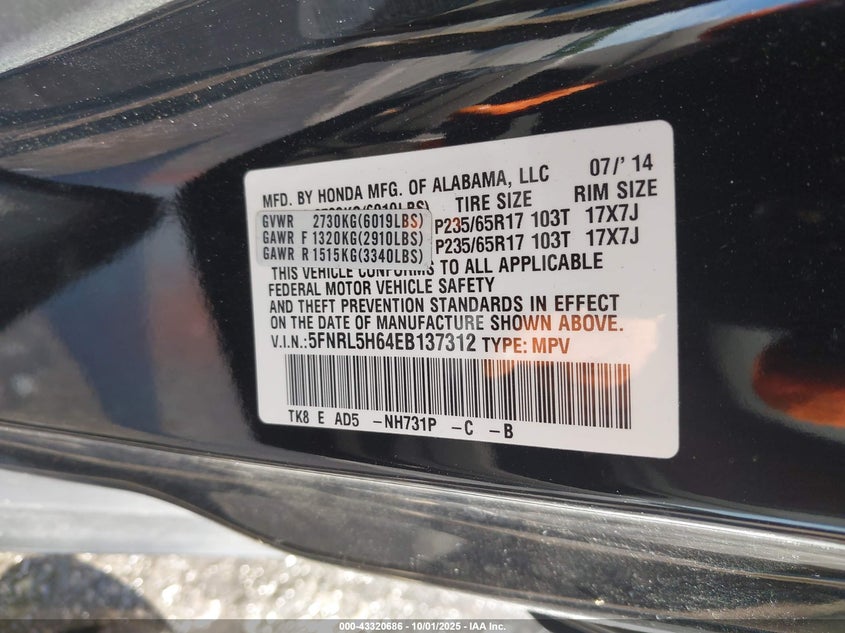 MFD. BY HONDA MFG. OF ALABAMA, LLC 07/' 14
TIRE SIZE RIM SIZE
GVWR 2730KG(6019LBS) P235/65R17 103T 17X7J
GAWR F 1320KG(2910LBS) P235/65R17 103T 17X7J
GAWR R 1515KG(3340LBS)
THIS VEHICLE CONFORMS TO ALL APPLICABLE
FEDERAL MOTOR VEHICLE SAFETY
AND THEFT PREVENTION STANDARDS IN EFFECT
ON THE DATE OF MANUFACTURE SHOWN ABOVE.
V.I.N.:5FNRL5H64EB137312 TYPE: MPV
TK8 E AD5 -NH731P -C -B
000-43320686 - 10/01/2025 - IAA Inc.